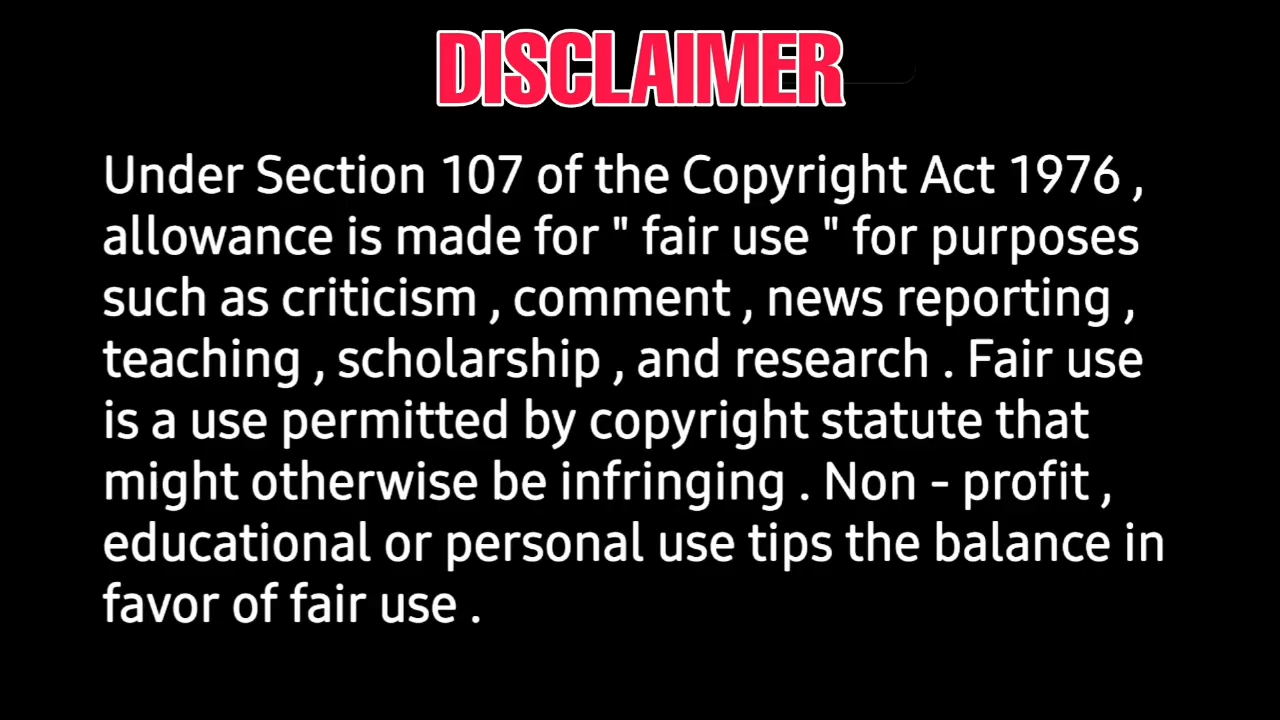 DISCLAIMER
Under Section 107 of the Copyright Act 1976 ,
allowance is made for " fair use " for purposes
such as criticism , comment , news reporting ,
teaching , scholarship , and research . Fair use
is a use permitted by copyright statute that
might otherwise be infringing . Non - profit ,
educational or personal use tips the balance in
favor of fair use .